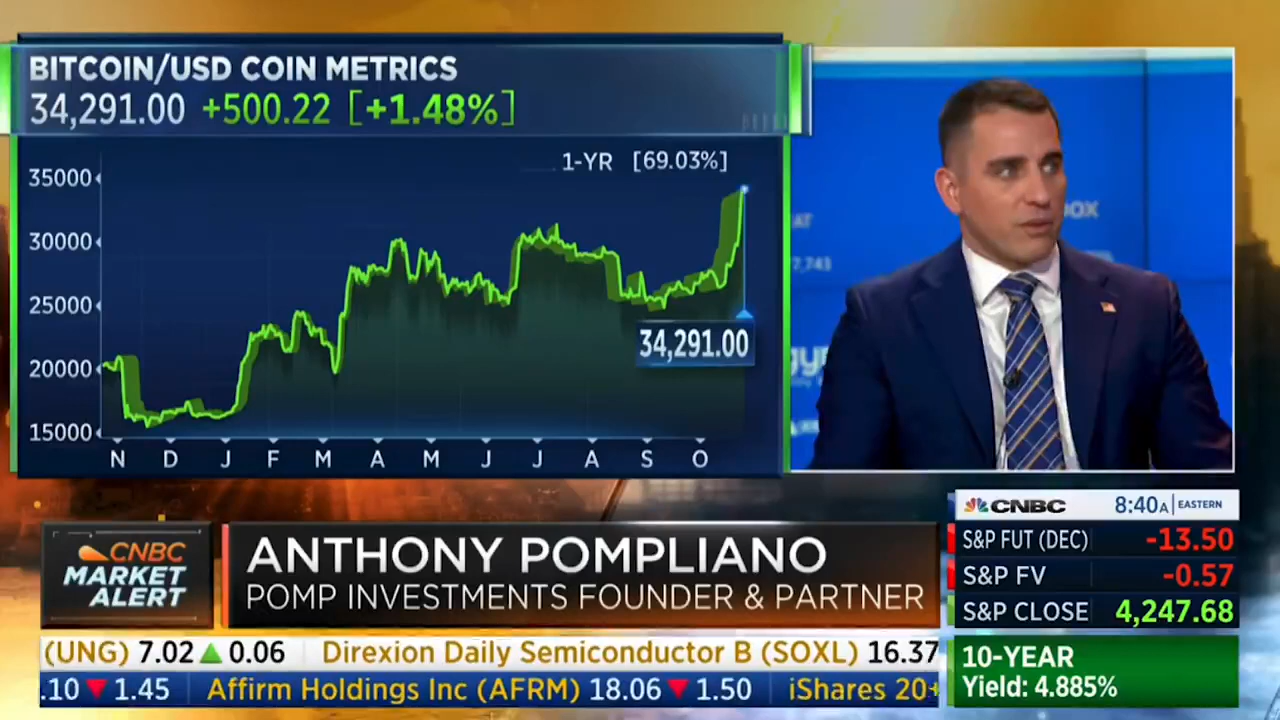 BITCOIN/USD COIN METRICS
34,291.00 +500.22 [+1.48%]
1-YR [69.03%]
35000
30000
25000
20000
15000
34,291.00
N D J F M A M J J A S O
CNBC
MARKET
ALERT
ANTHONY POMPLIANO
POMP INVESTMENTS FOUNDER & PARTNER
CNBC 8:40A EASTERN
S&P FUT (DEC) -13.50
S&P FV -0.57
S&P CLOSE 4,247.68
10-YEAR
Yield: 4.885%
(UNG) 7.02 ▲ 0.06 Direxion Daily Semiconductor B (SOXL) 16.37
.10 ▼ 1.45 Affirm Holdings Inc (AFRM) 18.06 ▼ 1.50 iShares 20+